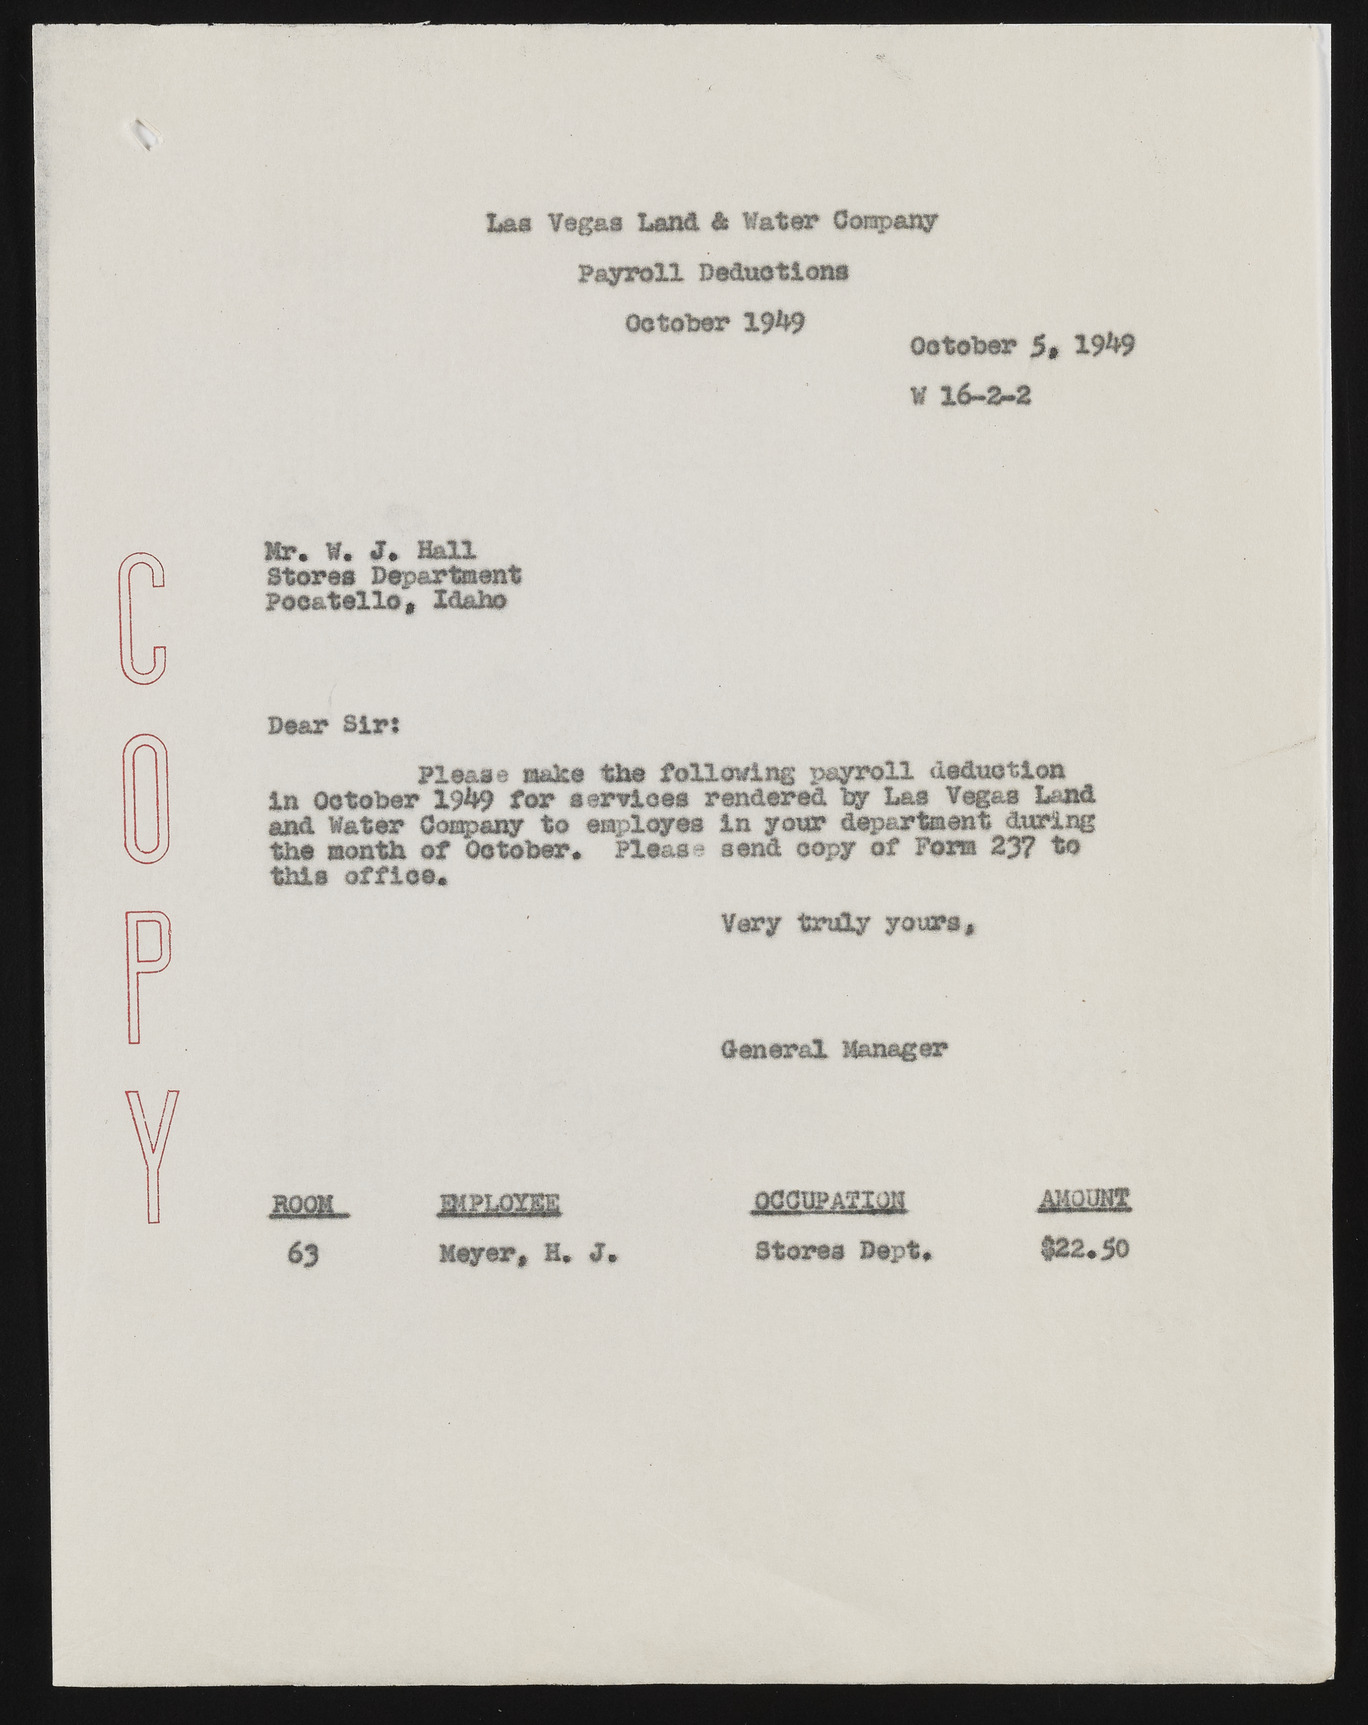 Las Vegas Land & Water Company
Payroll Deductions
October 1949
October 5, 1949
W 16-2-2
Mr. W. J. Hall
Stores Department
Pocatello, Idaho
Dear Sir:
Please make the following payroll deduction
in October 1949 for services rendered by Las Vegas Land
and Water Company to employes in your department during
the month of October. Please send copy of Form 237 to
this office.
Very truly yours,
General Manager
COPY
ROOM EMPLOYEE OCCUPATION AMOUNT
63 Meyer, H. J. Stores Dept. $22.50